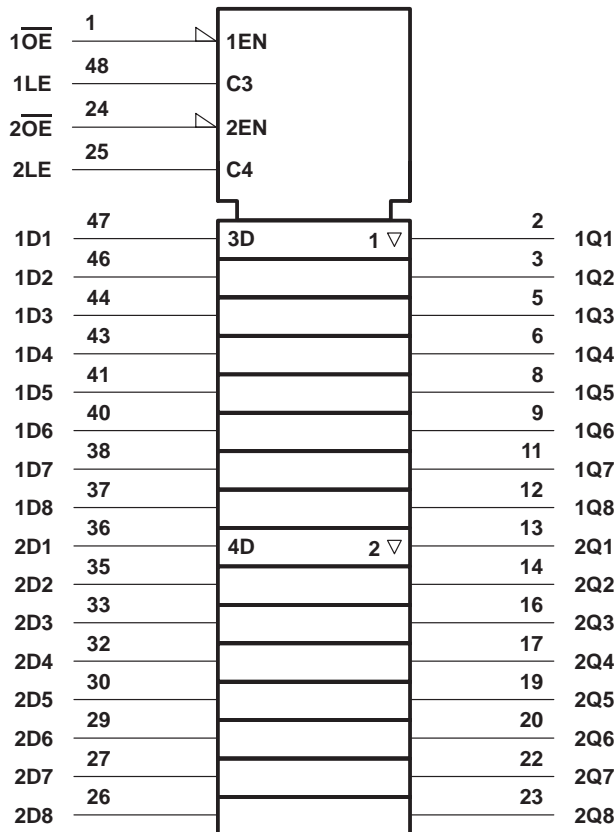 1O̅E̅ 1 1EN
1LE 48 C3
2O̅E̅ 24 2EN
2LE 25 C4
1D1 47 3D 1 ▽ 2 1Q1
1D2 46 3 1Q2
1D3 44 5 1Q3
1D4 43 6 1Q4
1D5 41 8 1Q5
1D6 40 9 1Q6
1D7 38 11 1Q7
1D8 37 12 1Q8
2D1 36 4D 2 ▽ 13 2Q1
2D2 35 14 2Q2
2D3 33 16 2Q3
2D4 32 17 2Q4
2D5 30 19 2Q5
2D6 29 20 2Q6
2D7 27 22 2Q7
2D8 26 23 2Q8